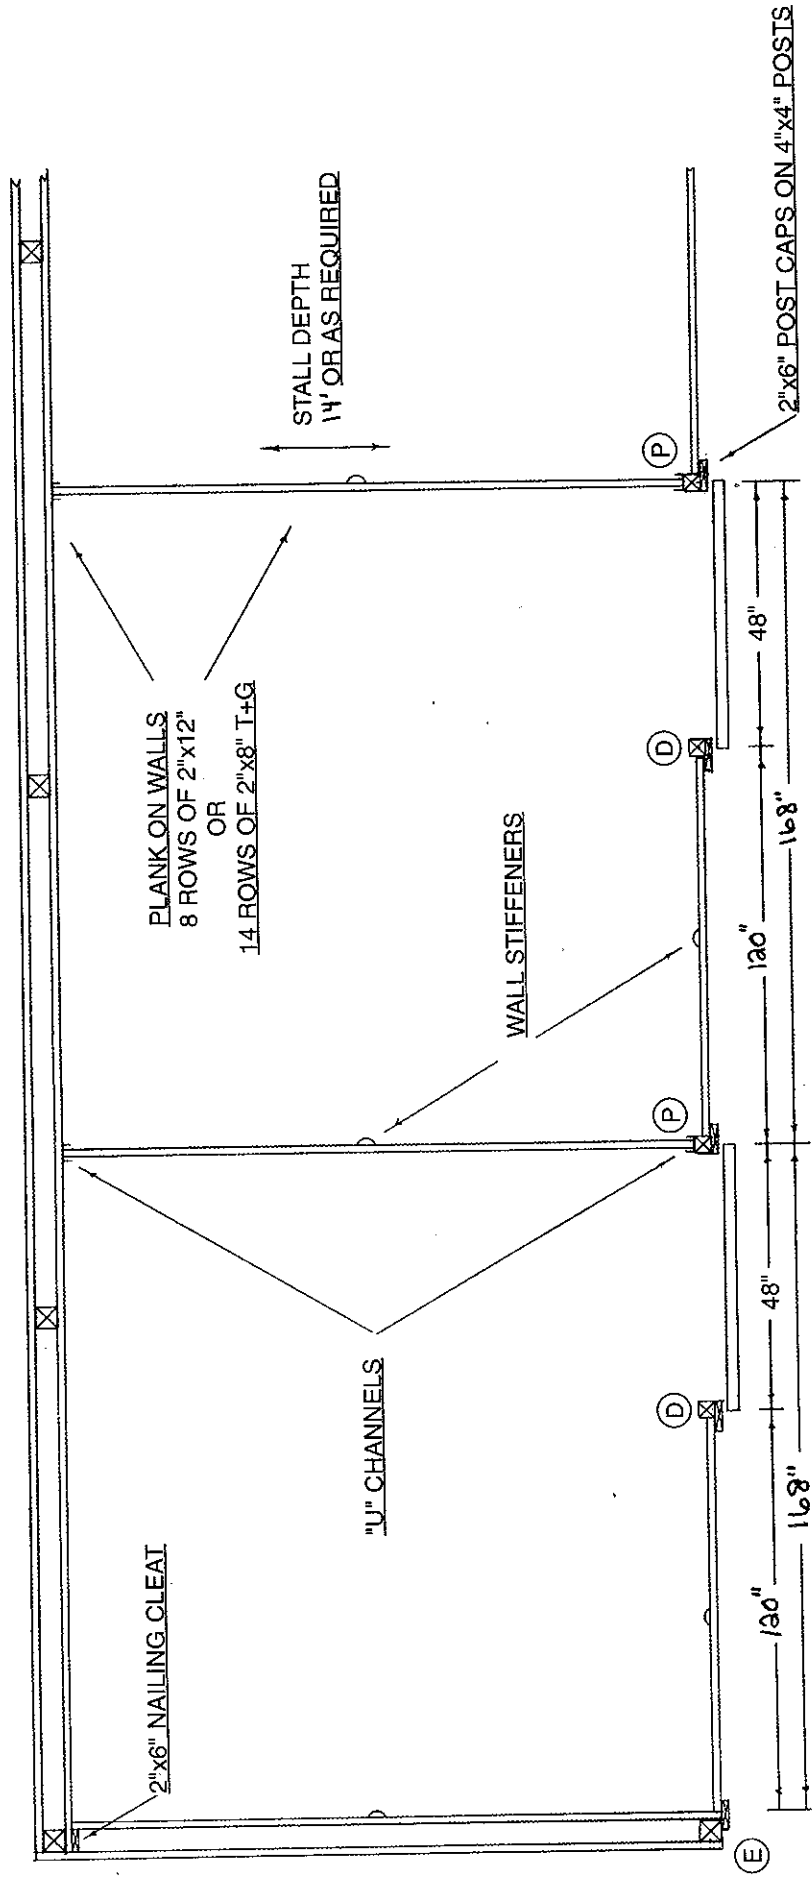 2"x6" NAILING CLEAT
"U" CHANNELS
PLANK ON WALLS
8 ROWS OF 2"x12"
OR
14 ROWS OF 2"x8" T+G
WALL STIFFENERS
STALL DEPTH
14' OR AS REQUIRED
E
D
P
D
P
120"
48"
120"
48"
168"
168"
2"x6" POST CAPS ON 4"x4" POSTS